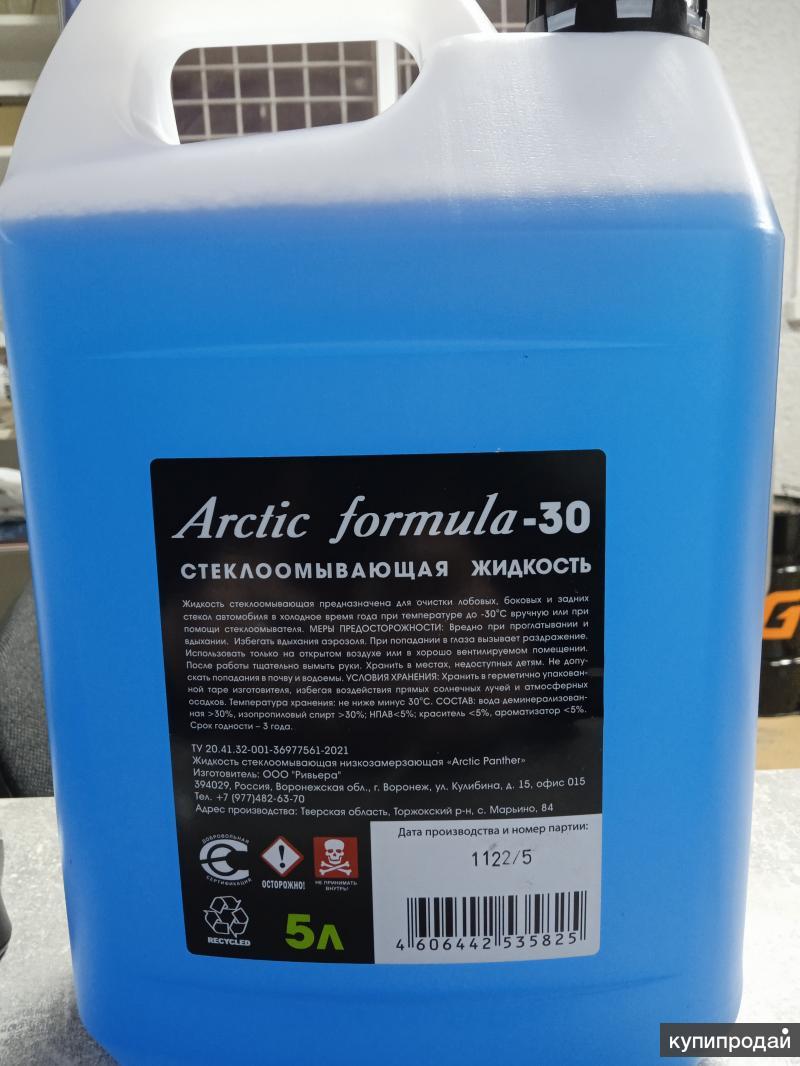 Arctic formula-30
СТЕКЛООМЫВАЮЩАЯ ЖИДКОСТЬ
Жидкость стеклоомывающая предназначена для очистки лобовых, боковых и задних
стекол автомобиля в холодное время года при температуре до -30°С вручную или при
помощи стеклоомывателя. МЕРЫ ПРЕДОСТОРОЖНОСТИ: Вредно при проглатывании и
вдыхании. Избегать вдыхания аэрозоля. При попадании в глаза вызывает раздражение.
Использовать только на открытом воздухе или в хорошо вентилируемом помещении.
После работы тщательно вымыть руки. Хранить в местах, недоступных детям. Не допу-
скать попадания в почву и водоемы. УСЛОВИЯ ХРАНЕНИЯ: Хранить в герметично упакован-
ной таре изготовителя, избегая воздействия прямых солнечных лучей и атмосферных
осадков. Температура хранения: не ниже минус 30°С. СОСТАВ: вода деминерализован-
ная >30%, изопропиловый спирт >30%; НПАВ<5%; краситель <5%, ароматизатор <5%.
Срок годности – 3 года.
ТУ 20.41.32-001-36977561-2021
Жидкость стеклоомывающая низкозамерзающая «Arctic Panther»
Изготовитель: ООО "Ривьера"
394029, Россия, Воронежская обл., г. Воронеж, ул. Кулибина, д. 15, офис 015
Тел. +7 (977)482-63-70
Адрес производства: Тверская область, Торжокский р-н, с. Марьино, 84
Дата производства и номер партии:
1122/5
ДОБРОВОЛЬНАЯ
СЕРТИФИКАЦИЯ
ОСТОРОЖНО!
НЕ ПРИНИМАТЬ
ВНУТРЬ!
RECYCLED
5л
4 606442 535825
G
купипродай